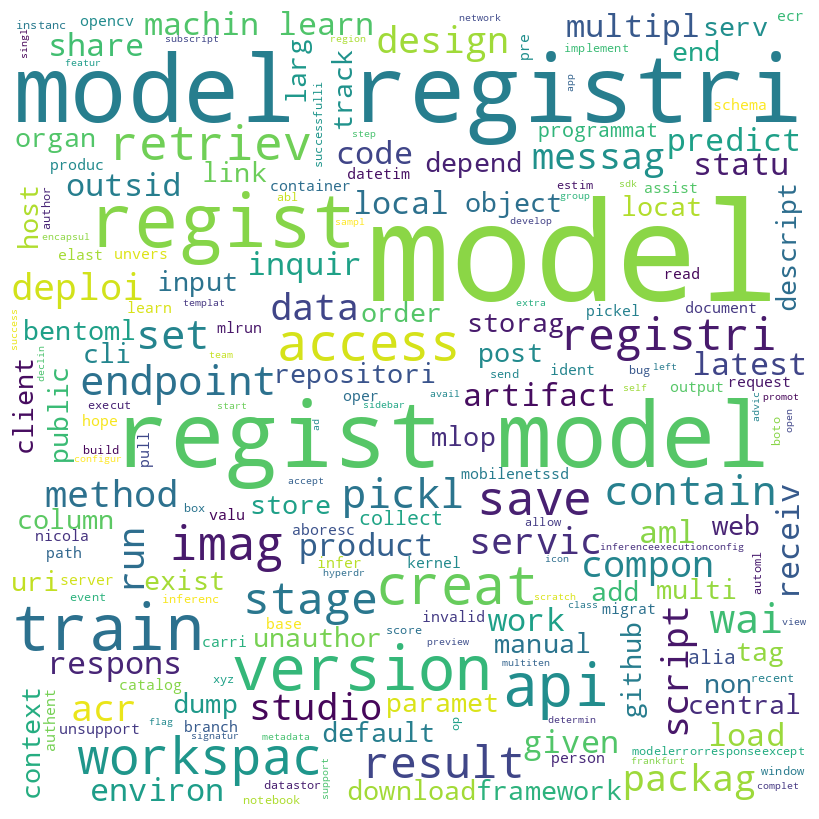 instanc opencv machin learn network multipl serv ecr
singl subscript share region design pre end implement
model registri
featur larg track successfulli app schema
organ retriev code programmat predict
produc link datetim depend messag statu
outsid container local object estim sdk assist
host author regist abl sampl group locat descript
encapsul develop
elast unvers inquir model read
deploi input
learn templat data order extra pickel document
bentoml set mlrun access storag registri
success cli repositori post ident bug left latest
declin team send
client public endpoint oper artifact self output request
execut start sidebar avail promot
hope pull ad regist model mlop advic boto open
configur build accept mobilenetssd
method box store pickl save contain
column valu collect allow
nicola imag aboresc product servic aml web receiv
path run infer kernel icon inferenceexecutionconfig automl
uri server exist hyperdr compon add multi
event inferenc stage creat scratch class migrat wai view
train base invalid work
carri unauthor score preview manual github script alia tag recent
respons version multiten api non
context authent catalog xyz central
acr dump studio paramet
unsupport flag branch default op determin given load
signatur metadata modelerrorresponseexcept
workspac result person frankfurt window
environ datastor support download framework packag complet
notebook